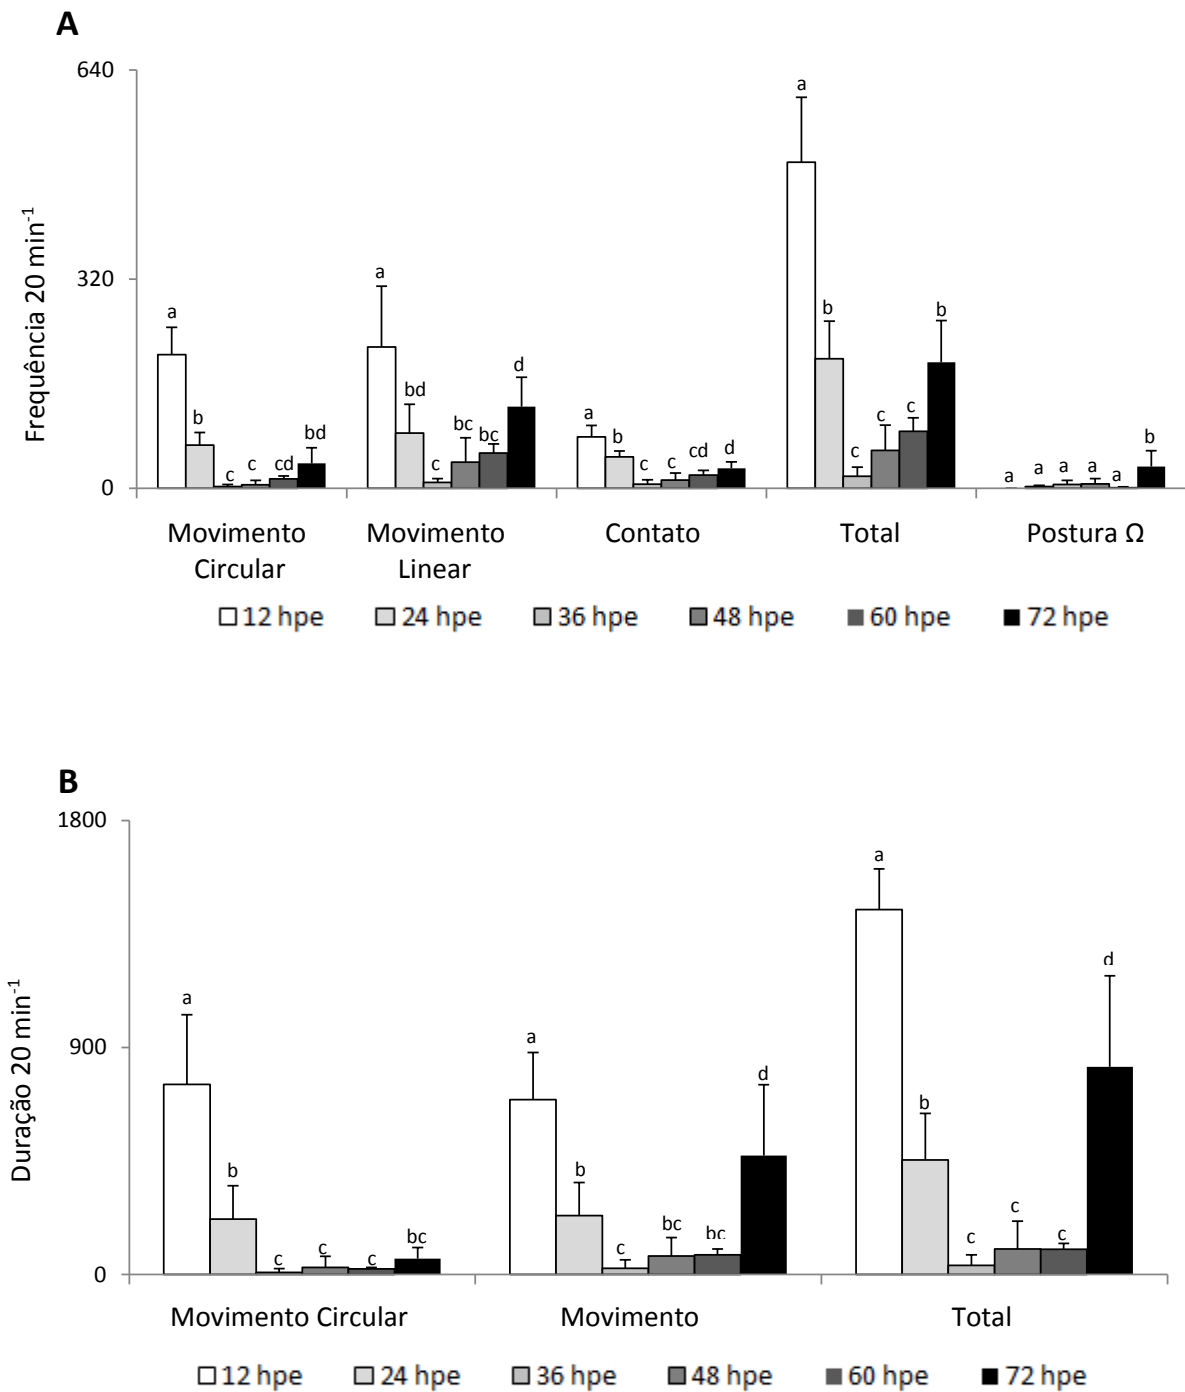 A
640
320
0
Frequência 20 min⁻¹
a
b
c
c
cd
bd
a
bd
c
bc
bc
d
a
b
c
c
cd
d
a
b
c
c
c
b
a
a
a
a
a
b
Movimento Circular
Movimento Linear
Contato
Total
Postura Ω
12 hpe 24 hpe 36 hpe 48 hpe 60 hpe 72 hpe
B
1800
900
0
Duração 20 min⁻¹
a
b
c
c
c
bc
a
b
c
bc
bc
d
a
b
c
c
c
d
Movimento Circular
Movimento
Total
12 hpe 24 hpe 36 hpe 48 hpe 60 hpe 72 hpe